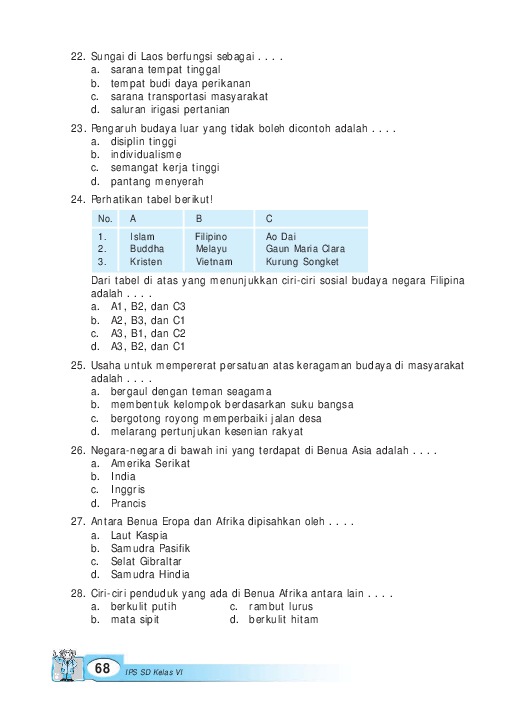 22. Sungai di Laos berfungsi sebagai . . . .
a. sarana tempat tinggal
b. tempat budi daya perikanan
c. sarana transportasi masyarakat
d. saluran irigasi pertanian
23. Pengaruh budaya luar yang tidak boleh dicontoh adalah . . . .
a. disiplin tinggi
b. individualisme
c. semangat kerja tinggi
d. pantang menyerah
24. Perhatikan tabel berikut!
No. A B C
1. Islam Filipino Ao Dai
2. Buddha Melayu Gaun Maria Clara
3. Kristen Vietnam Kurung Songket
Dari tabel di atas yang menunjukkan ciri-ciri sosial budaya negara Filipina
adalah . . . .
a. A1, B2, dan C3
b. A2, B3, dan C1
c. A3, B1, dan C2
d. A3, B2, dan C1
25. Usaha untuk mempererat persatuan atas keragaman budaya di masyarakat
adalah . . . .
a. bergaul dengan teman seagama
b. membentuk kelompok berdasarkan suku bangsa
c. bergotong royong memperbaiki jalan desa
d. melarang pertunjukan kesenian rakyat
26. Negara-negara di bawah ini yang terdapat di Benua Asia adalah . . . .
a. Amerika Serikat
b. India
c. Inggris
d. Prancis
27. Antara Benua Eropa dan Afrika dipisahkan oleh . . . .
a. Laut Kaspia
b. Samudra Pasifik
c. Selat Gibraltar
d. Samudra Hindia
28. Ciri-ciri penduduk yang ada di Benua Afrika antara lain . . . .
a. berkulit putih c. rambut lurus
b. mata sipit d. berkulit hitam
68 IPS SD Kelas VI